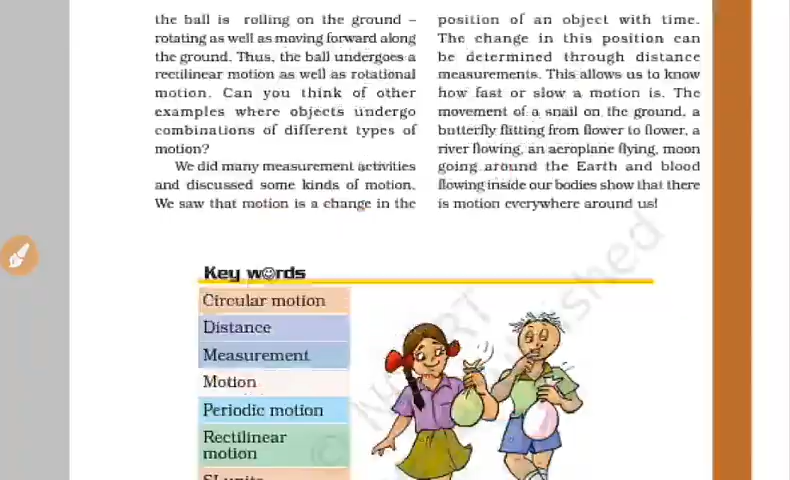 the ball is rolling on the ground –
rotating as well as moving forward along
the ground. Thus, the ball undergoes a
rectilinear motion as well as rotational
motion. Can you think of other
examples where objects undergo
combinations of different types of
motion?
We did many measurement activities
and discussed some kinds of motion.
We saw that motion is a change in the
position of an object with time.
The change in this position can
be determined through distance
measurements. This allows us to know
how fast or slow a motion is. The
movement of a snail on the ground, a
butterfly flitting from flower to flower, a
river flowing, an aeroplane flying, moon
going around the Earth and blood
flowing inside our bodies show that there
is motion everywhere around us!
Key words
Circular motion
Distance
Measurement
Motion
Periodic motion
Rectilinear
motion
SI units